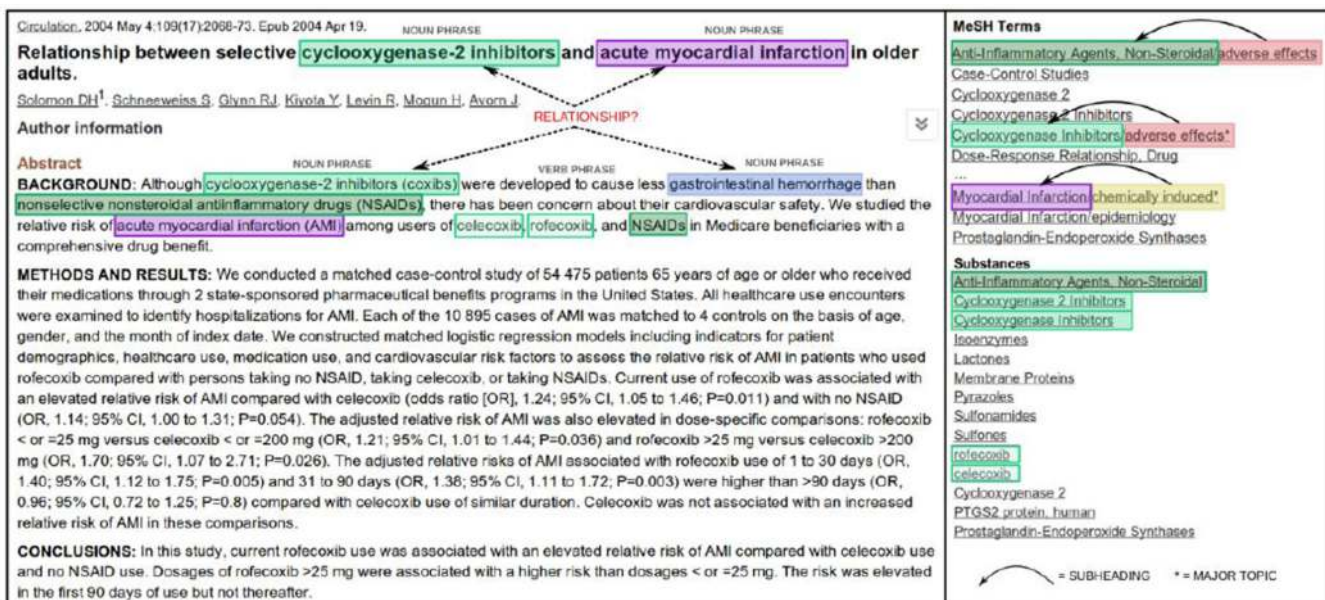 Circulation. 2004 May 4;109(17):2068-73. Epub 2004 Apr 19.
NOUN PHRASE
NOUN PHRASE
Relationship between selective cyclooxygenase-2 inhibitors and acute myocardial infarction in older
adults.
Solomon DH1, Schneeweiss S, Glynn RJ, Kiyota Y, Levin R, Mogun H, Avorn J.
RELATIONSHIP?
Author information
Abstract
NOUN PHRASE
VERB PHRASE
NOUN PHRASE
BACKGROUND: Although cyclooxygenase-2 inhibitors (coxibs) were developed to cause less gastrointestinal hemorrhage than
nonselective nonsteroidal antiinflammatory drugs (NSAIDs), there has been concern about their cardiovascular safety. We studied the
relative risk of acute myocardial infarction (AMI) among users of celecoxib, rofecoxib, and NSAIDs in Medicare beneficiaries with a
comprehensive drug benefit.
METHODS AND RESULTS: We conducted a matched case-control study of 54 475 patients 65 years of age or older who received
their medications through 2 state-sponsored pharmaceutical benefits programs in the United States. All healthcare use encounters
were examined to identify hospitalizations for AMI. Each of the 10 895 cases of AMI was matched to 4 controls on the basis of age,
gender, and the month of index date. We constructed matched logistic regression models including indicators for patient
demographics, healthcare use, medication use, and cardiovascular risk factors to assess the relative risk of AMI in patients who used
rofecoxib compared with persons taking no NSAID, taking celecoxib, or taking NSAIDs. Current use of rofecoxib was associated with
an elevated relative risk of AMI compared with celecoxib (odds ratio [OR], 1.24; 95% CI, 1.05 to 1.46; P=0.011) and with no NSAID
(OR, 1.14; 95% CI, 1.00 to 1.31; P=0.054). The adjusted relative risk of AMI was also elevated in dose-specific comparisons: rofecoxib
< or =25 mg versus celecoxib < or =200 mg (OR, 1.21; 95% CI, 1.01 to 1.44; P=0.036) and rofecoxib >25 mg versus celecoxib >200
mg (OR, 1.70; 95% CI, 1.07 to 2.71; P=0.026). The adjusted relative risks of AMI associated with rofecoxib use of 1 to 30 days (OR,
1.40; 95% CI, 1.12 to 1.75; P=0.005) and 31 to 90 days (OR, 1.38; 95% CI, 1.11 to 1.72; P=0.003) were higher than >90 days (OR,
0.96; 95% CI, 0.72 to 1.25; P=0.8) compared with celecoxib use of similar duration. Celecoxib was not associated with an increased
relative risk of AMI in these comparisons.
CONCLUSIONS: In this study, current rofecoxib use was associated with an elevated relative risk of AMI compared with celecoxib use
and no NSAID use. Dosages of rofecoxib >25 mg were associated with a higher risk than dosages < or =25 mg. The risk was elevated
in the first 90 days of use but not thereafter.
MeSH Terms
Anti-Inflammatory Agents, Non-Steroidal/adverse effects
Case-Control Studies
Cyclooxygenase 2
Cyclooxygenase 2 Inhibitors
Cyclooxygenase Inhibitors/adverse effects*
Dose-Response Relationship, Drug
...
Myocardial Infarction/chemically induced*
Myocardial Infarction/epidemiology
Prostaglandin-Endoperoxide Synthases
Substances
Anti-Inflammatory Agents, Non-Steroidal
Cyclooxygenase 2 Inhibitors
Cyclooxygenase Inhibitors
Isoenzymes
Lactones
Membrane Proteins
Pyrazoles
Sulfonamides
Sulfones
rofecoxib
celecoxib
Cyclooxygenase 2
PTGS2 protein, human
Prostaglandin-Endoperoxide Synthases
= SUBHEADING * = MAJOR TOPIC